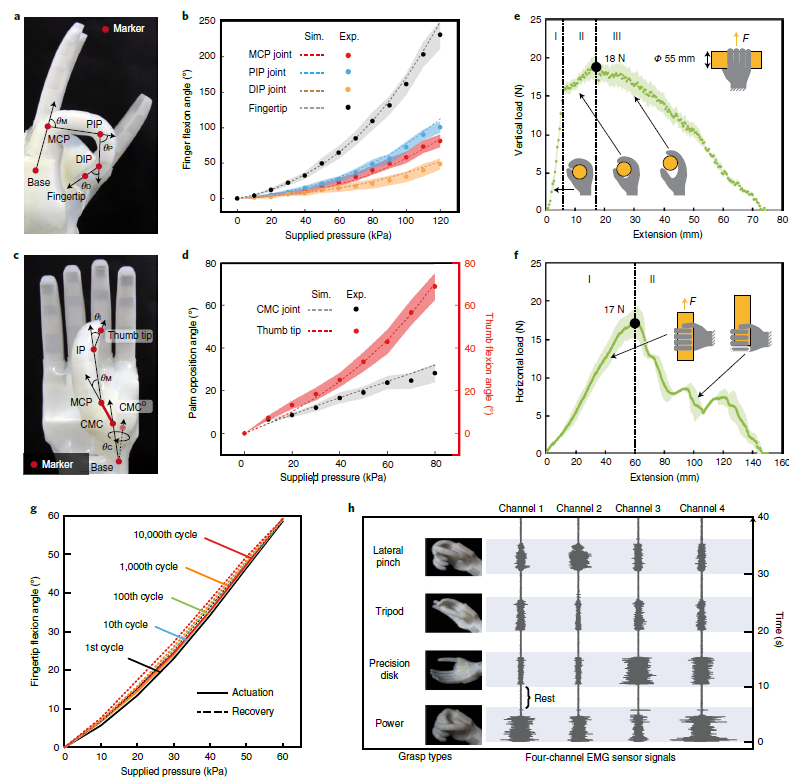 a
Marker
θM
PIP
MCP
θP
DIP
Base
θD
Fingertip
b
250
200
150
100
50
0
Finger flexion angle (°)
Sim. Exp.
MCP joint
PIP joint
DIP joint
Fingertip
0 20 40 60 80 100 120
Supplied pressure (kPa)
e
25
20
15
10
5
0
Vertical load (N)
I II III
18 N
Φ 55 mm
F
0 10 20 30 40 50 60 70 80
Extension (mm)
c
θI
Thumb tip
IP
θM
MCP
CMC0
CMC
θC
Marker
Base
d
80
60
40
20
0
Palm opposition angle (°)
Sim. Exp.
CMC joint
Thumb tip
80
60
40
20
0
Thumb flexion angle (°)
0 20 40 60 80
Supplied pressure (kPa)
f
25
20
15
10
5
0
Horizontal load (N)
I II
17 N
F
0 20 40 60 80 100 120 140 160
Extension (mm)
g
60
50
40
30
20
10
0
Fingertip flexion angle (°)
10,000th cycle
1,000th cycle
100th cycle
10th cycle
1st cycle
Actuation
Recovery
0 10 20 30 40 50 60
Supplied pressure (kPa)
h
Channel 1 Channel 2 Channel 3 Channel 4
Lateral
pinch
Tripod
Precision
disk
Power
Rest
40
30
20
10
0
Time (s)
Grasp types
Four-channel EMG sensor signals